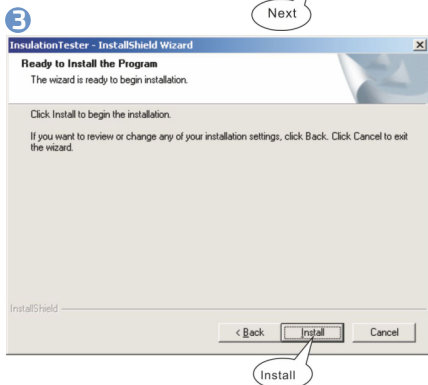 Next
3
InsulationTester - InstallShield Wizard
Ready to Install the Program
The wizard is ready to begin installation.
Click Install to begin the installation.
If you want to review or change any of your installation settings, click Back. Click Cancel to exit
the wizard.
InstallShield
< Back Install Cancel
Install